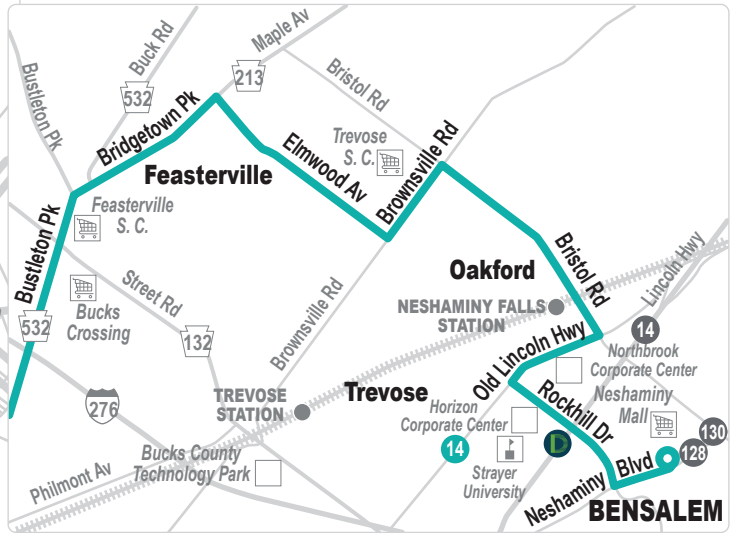 Maple Av
Buck Rd
Bustleton Pk
532
213
Bridgetown Pk
Bristol Rd
Trevose
S. C.
Elmwood Av
Brownsville Rd
Feasterville
Feasterville
S. C.
Bustleton Pk
Bucks
Crossing
Street Rd
532
132
276
Brownsville Rd
Oakford
Bristol Rd
Lincoln Hwy
NESHAMINY FALLS
STATION
Old Lincoln Hwy
14
Northbrook
Corporate Center
TREVOSE
STATION
Trevose
Rockhill Dr
Neshaminy
Mall
Horizon
Corporate Center
14
D
130
128
Bucks County
Technology Park
Strayer
University
Philmont Av
Neshaminy Blvd
BENSALEM